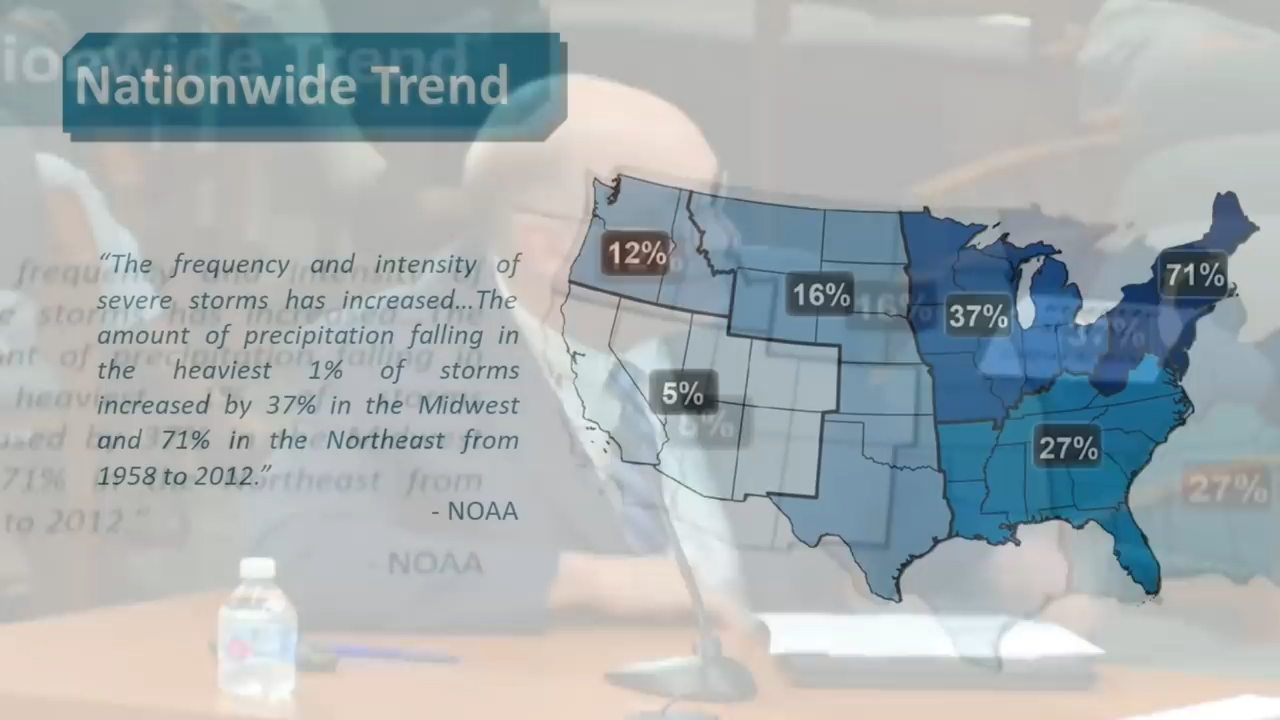 Nationwide Trend
“The frequency and intensity of
severe storms has increased...The
amount of precipitation falling in
the heaviest 1% of storms
increased by 37% in the Midwest
and 71% in the Northeast from
1958 to 2012.”
- NOAA
12%
16%
37%
71%
5%
27%